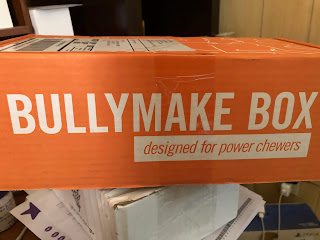 BULLYMAKE BOX
designed for power chewers